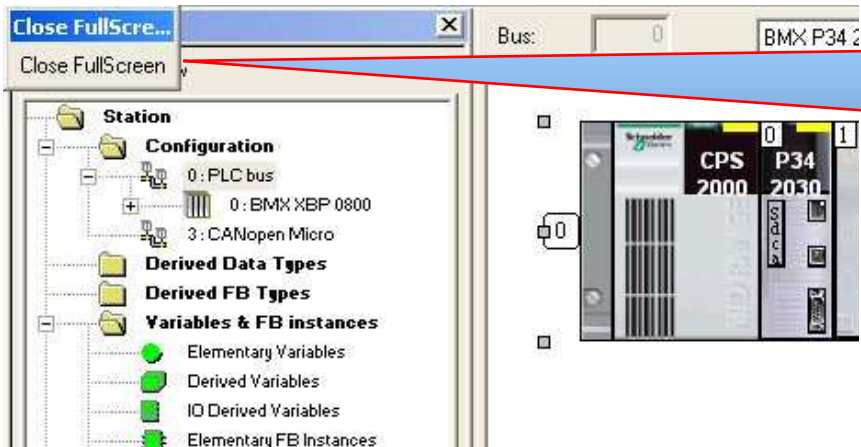 Close FullScre...
Close FullScreen
Bus:
0
BMX P34 2
Station
Configuration
0 : PLC bus
0 : BMX XBP 0800
3 : CANopen Micro
Derived Data Types
Derived FB Types
Variables & FB instances
Elementary Variables
Derived Variables
IO Derived Variables
Elementary FB Instances
Schneider
Electric
CPS
2000
0
P34
2030
1
0